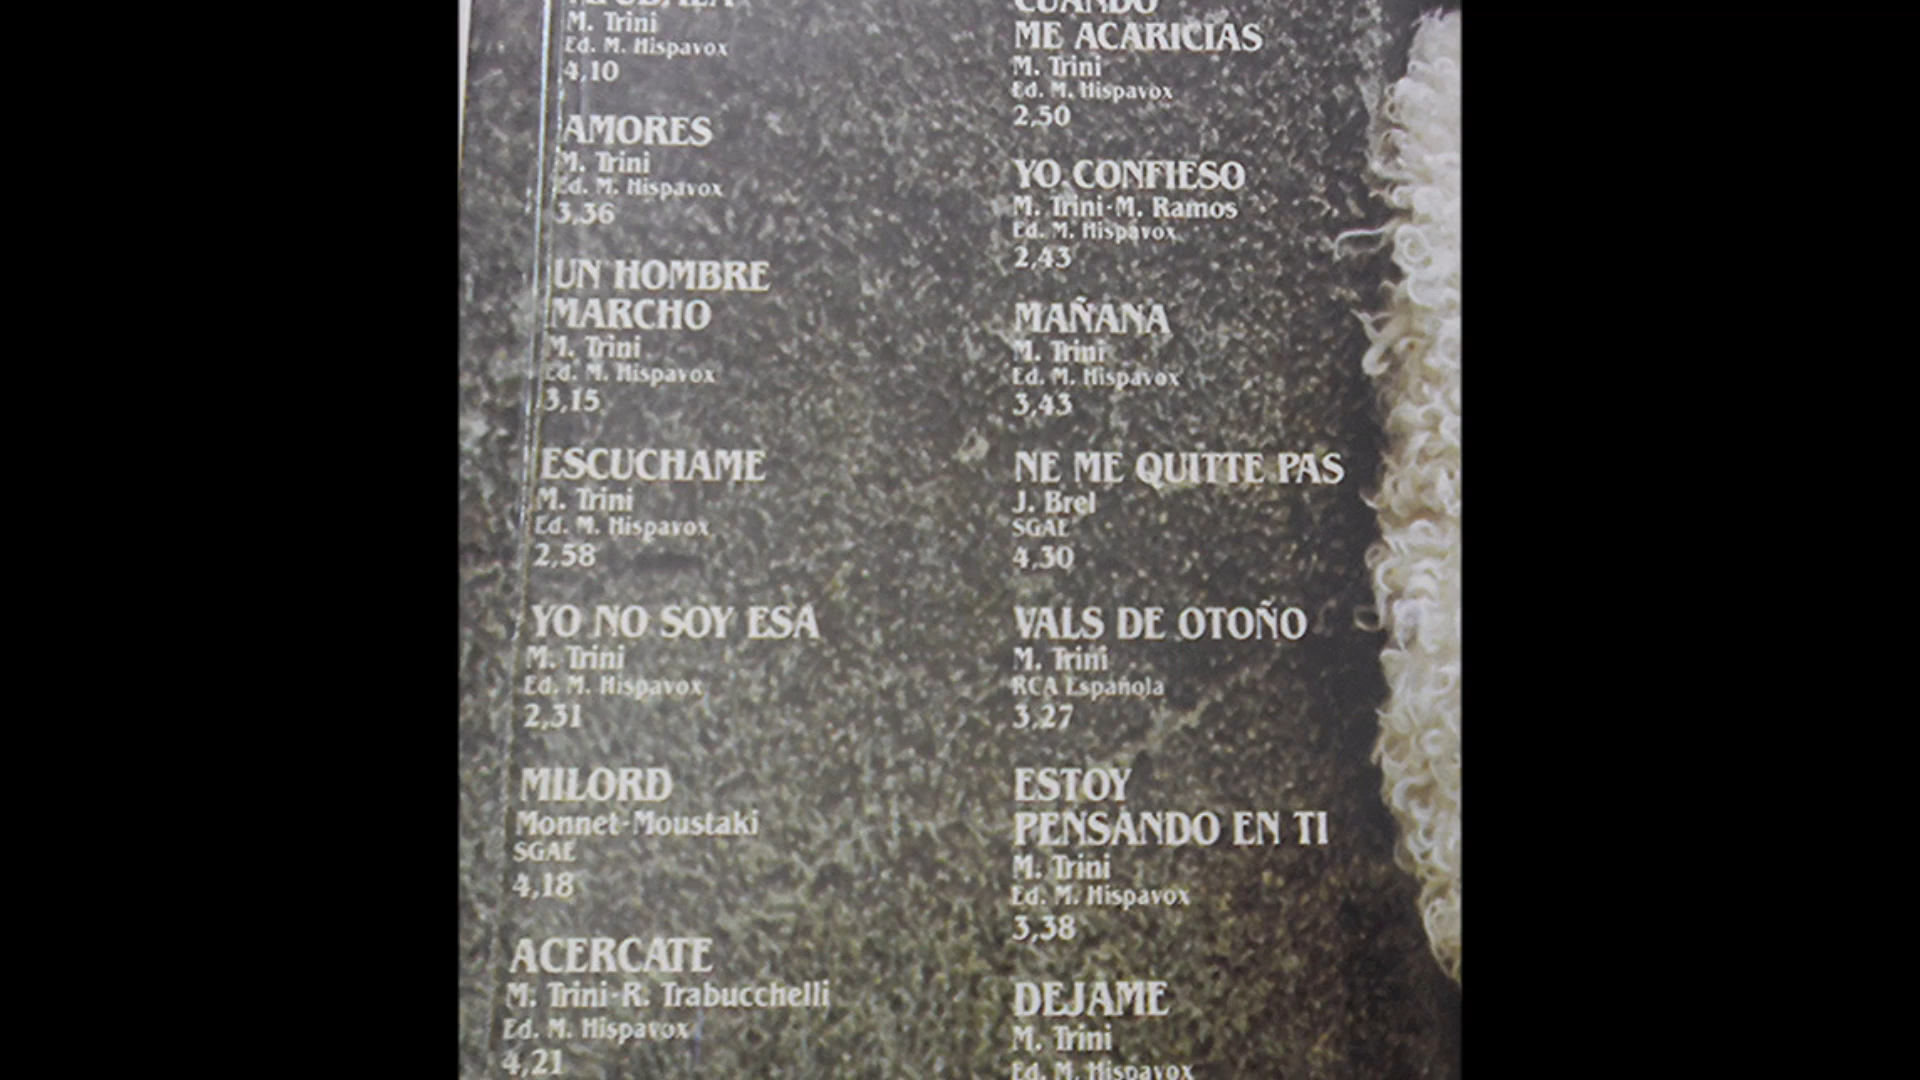 M. Trini
Ed. M. Hispavox
4,10
AMORES
M. Trini
Ed. M. Hispavox
3,36
UN HOMBRE
MARCHO
M. Trini
Ed. M. Hispavox
3,15
ESCUCHAME
M. Trini
Ed. M. Hispavox
2,58
YO NO SOY ESA
M. Trini
Ed. M. Hispavox
2,31
MILORD
Monnet-Moustaki
SGAE
4,18
ACERCATE
M. Trini-R. Trabucchelli
Ed. M. Hispavox
4,21
CUANDO
ME ACARICIAS
M. Trini
Ed. M. Hispavox
2,50
YO CONFIESO
M. Trini-M. Ramos
Ed. M. Hispavox
2,43
MAÑANA
M. Trini
Ed. M. Hispavox
3,43
NE ME QUITTE PAS
J. Brel
SGAE
4,30
VALS DE OTOÑO
M. Trini
RCA Española
3,27
ESTOY
PENSANDO EN TI
M. Trini
Ed. M. Hispavox
3,38
DEJAME
M. Trini
Ed. M. Hispavox